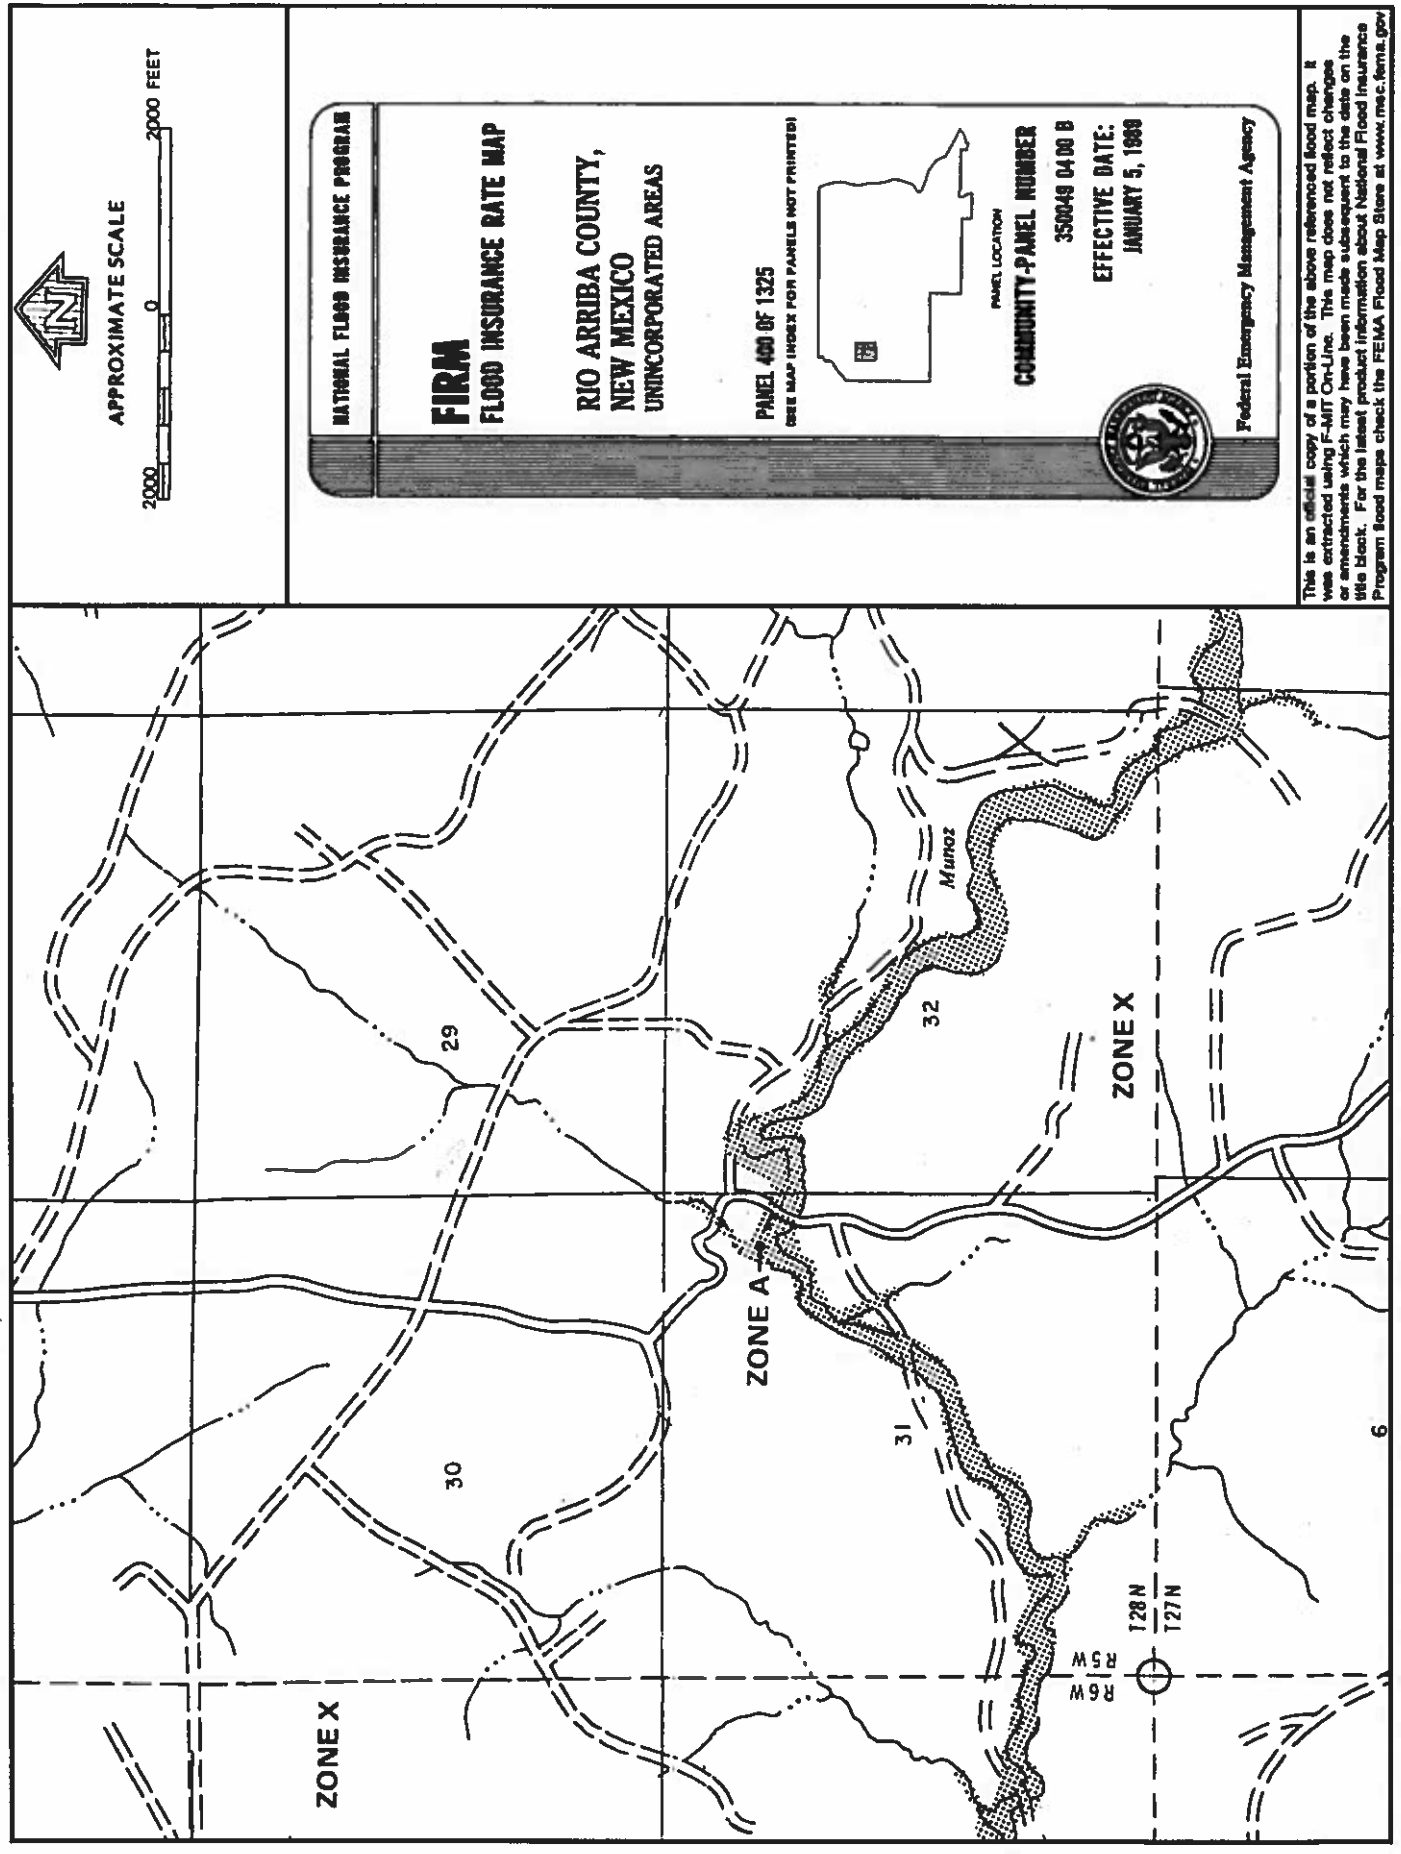 APPROXIMATE SCALE
2000 0 2000 FEET
N
NATIONAL FLOOD INSURANCE PROGRAM
FIRM
FLOOD INSURANCE RATE MAP
RIO ARRIBA COUNTY,
NEW MEXICO
UNINCORPORATED AREAS
PANEL 400 OF 1325
(SEE MAP INDEX FOR PANELS NOT PRINTED)
PANEL LOCATION
COMMUNITY-PANEL NUMBER
350049 0400 B
EFFECTIVE DATE:
JANUARY 5, 1989
Federal Emergency Management Agency
This is an official copy of a portion of the above referenced flood map. It
was extracted using F-MIT On-Line. This map does not reflect changes
or amendments which may have been made subsequent to the date on the
title block. For the latest product information about National Flood Insurance
Program flood maps check the FEMA Flood Map Store at www.msc.fema.gov
ZONE X
30
29
ZONE A
31
32
Munoz
ZONE X
R6W R5W
T28N
T27N
6